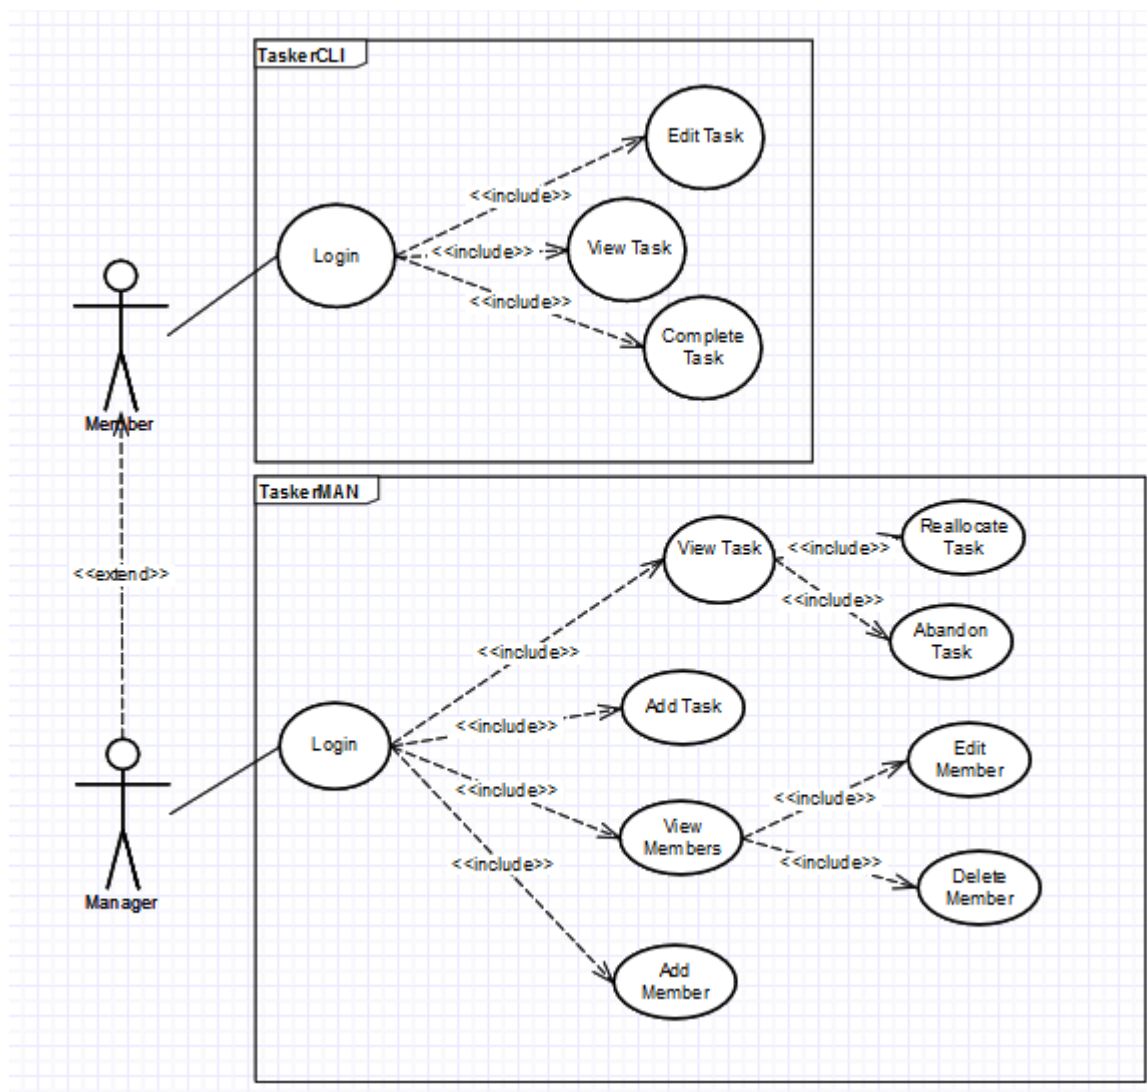 TaskerCLI
Edit Task
<<include>>
Login
<<include>>
View Task
<<include>>
Complete
Task
Member
<<extend>>
TaskerMAN
View Task
<<include>>
Reallocate
Task
<<include>>
Abandon
Task
<<include>>
Add Task
<<include>>
Login
Edit
Member
<<include>>
<<include>>
View
Members
<<include>>
<<include>>
Delete
Member
Manager
Add
Member